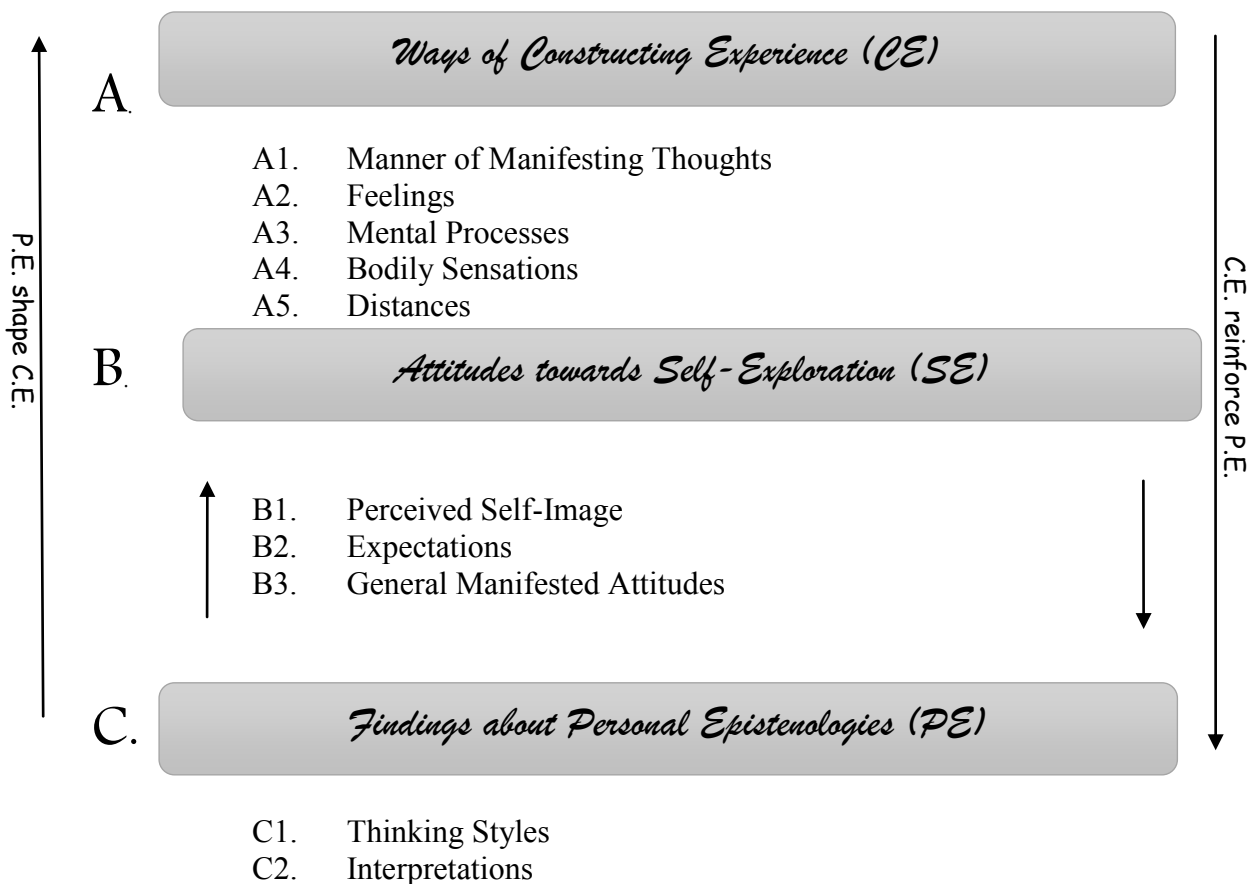 Ways of Constructing Experience (CE)
A.
A1. Manner of Manifesting Thoughts
A2. Feelings
A3. Mental Processes
A4. Bodily Sensations
A5. Distances
P.E. shape C.E.
C.E. reinforce P.E.
B.
Attitudes towards Self-Exploration (SE)
B1. Perceived Self-Image
B2. Expectations
B3. General Manifested Attitudes
C.
Findings about Personal Epistenologies (PE)
C1. Thinking Styles
C2. Interpretations